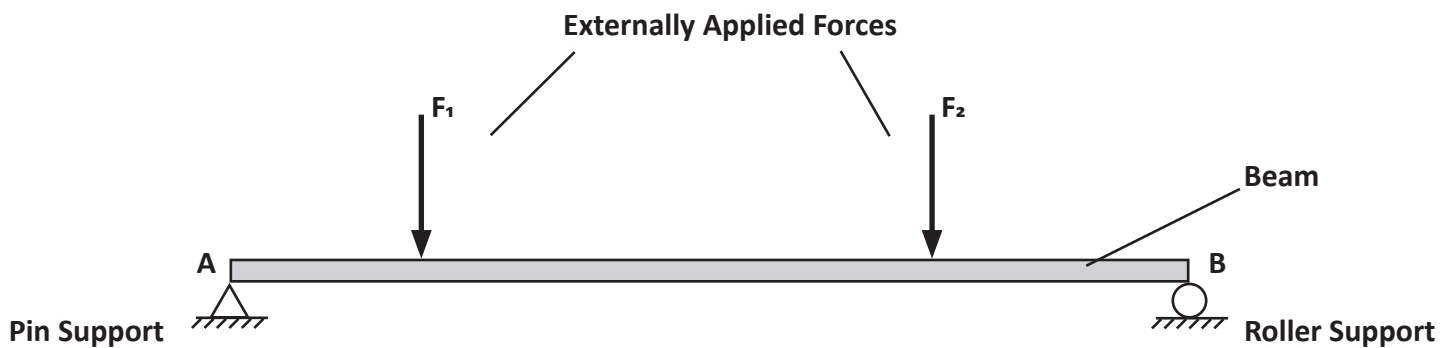 Externally Applied Forces
F₁
F₂
Beam
A
B
Pin Support
Roller Support